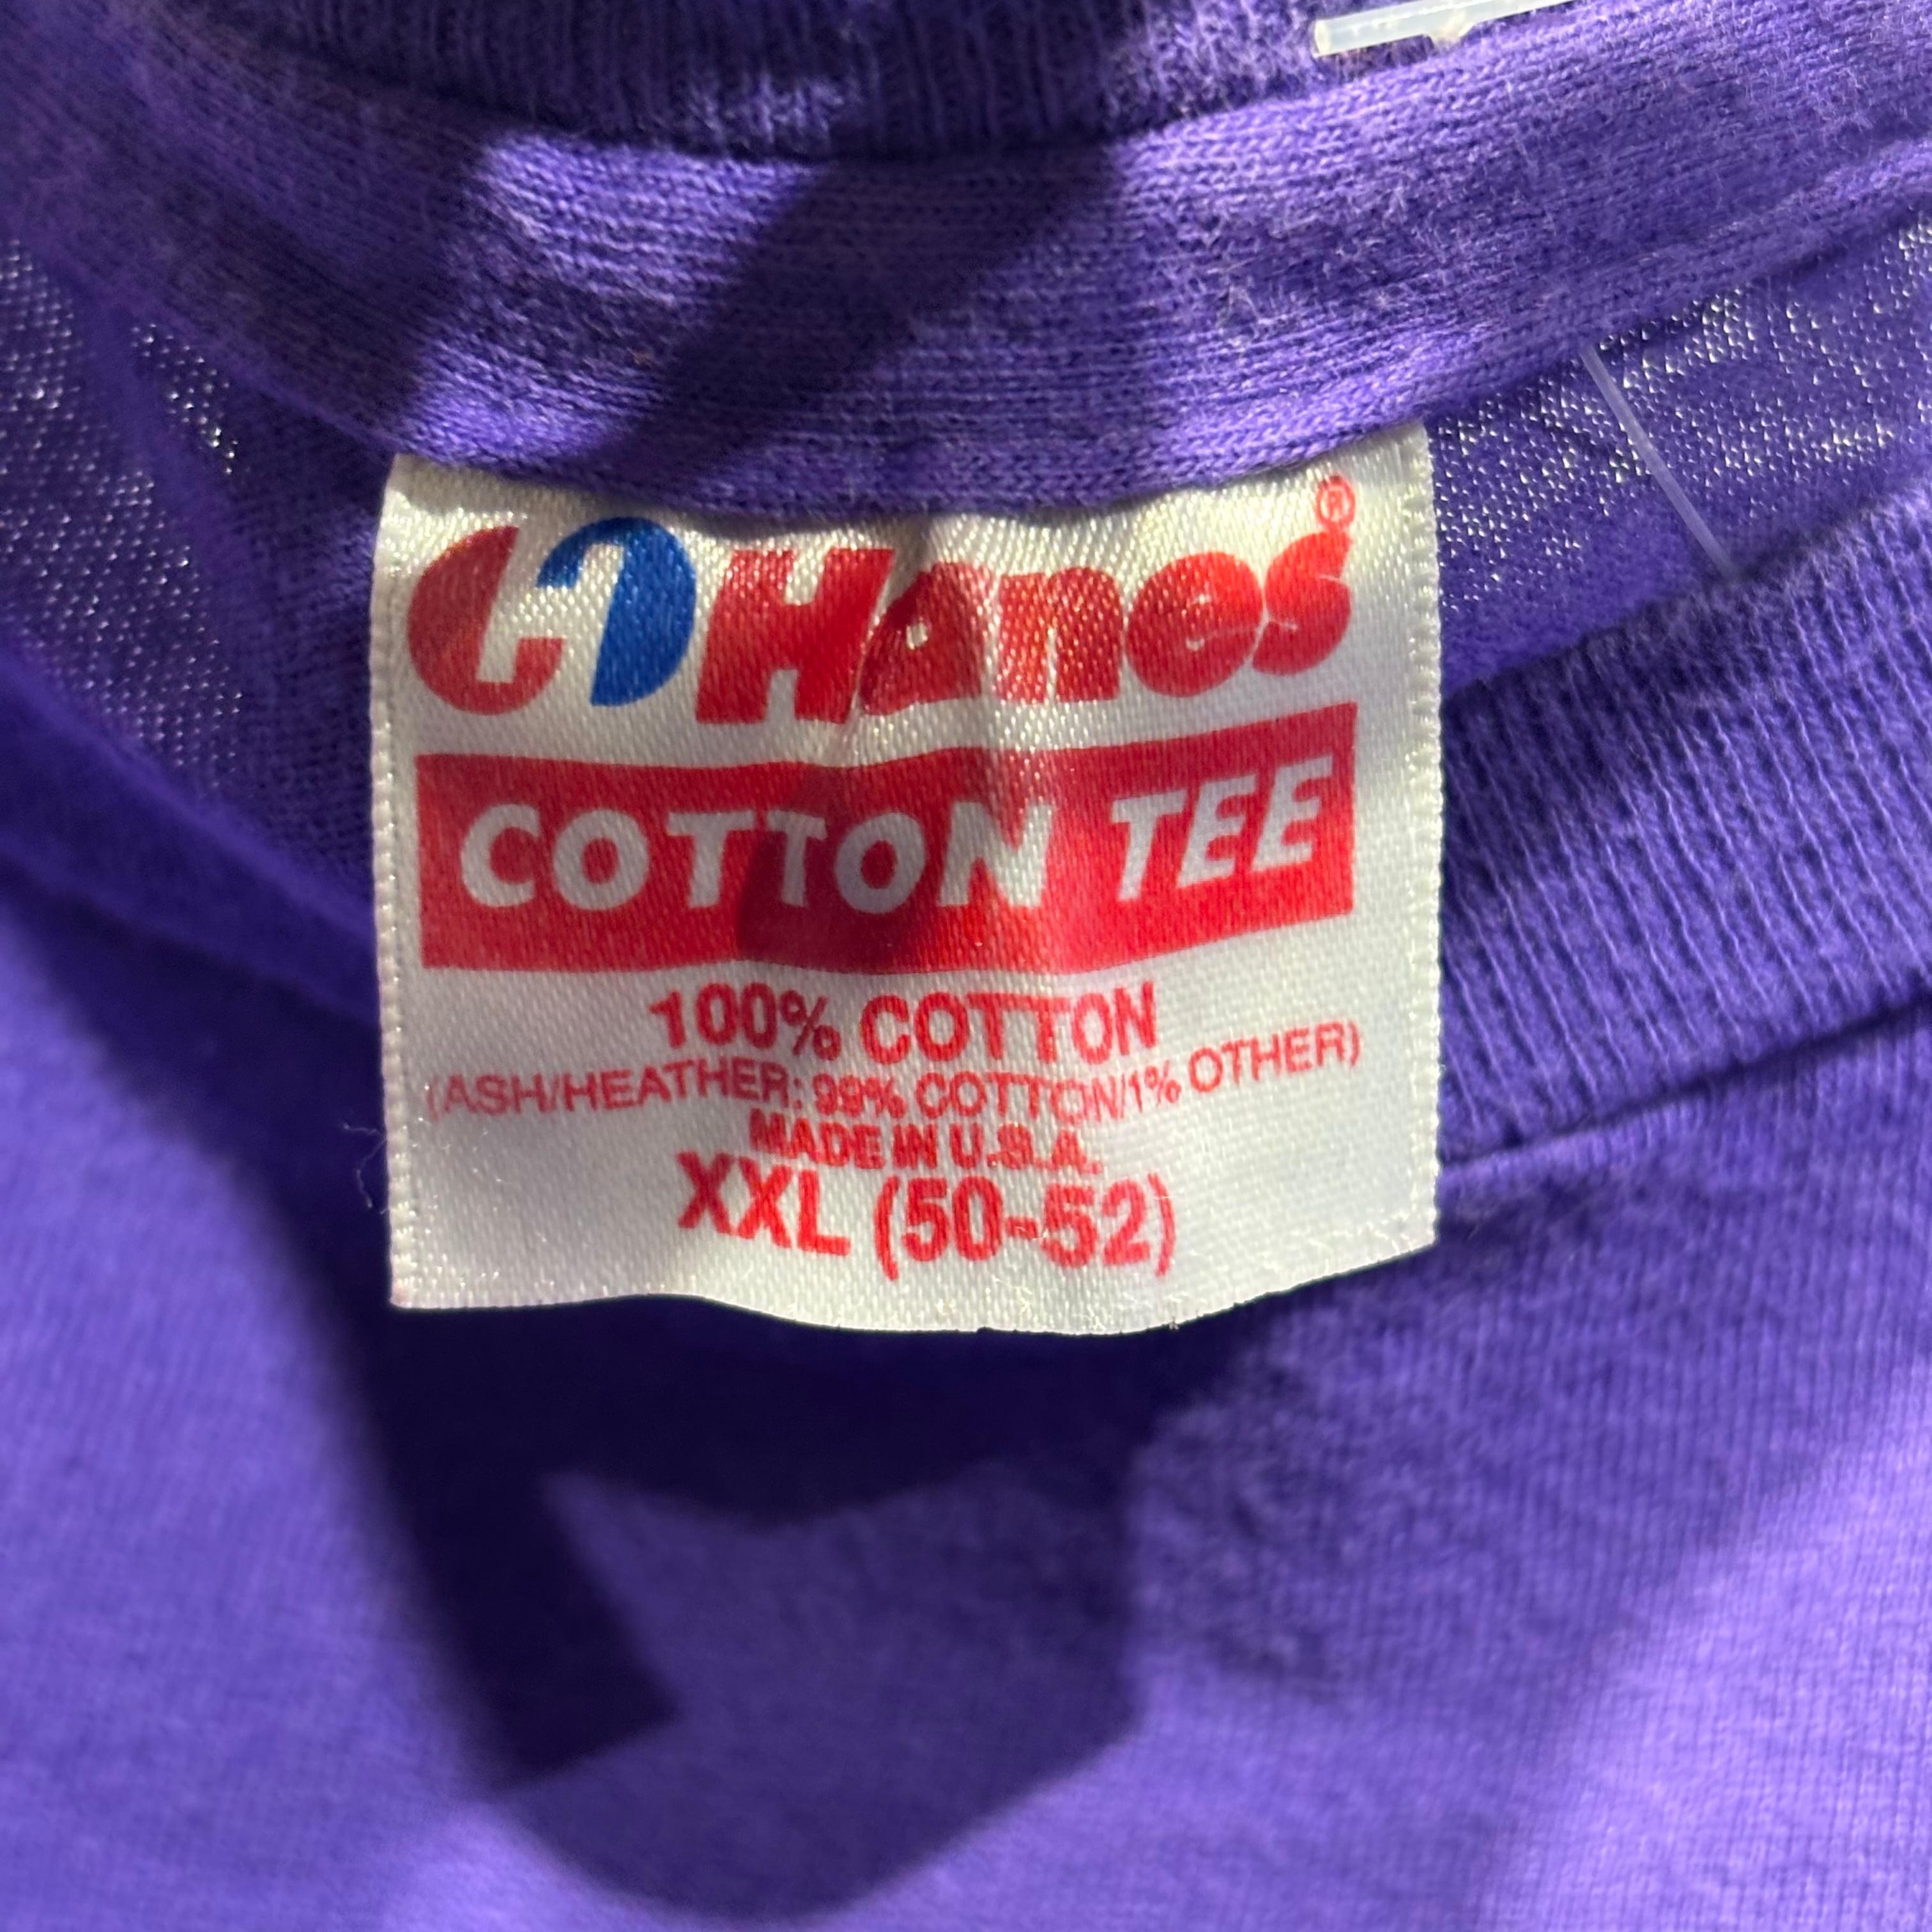 Hanes®
COTTON TEE
100% COTTON
(ASH/HEATHER: 99% COTTON/1% OTHER)
MADE IN U.S.A.
XXL (50-52)